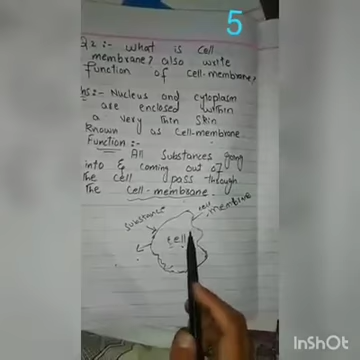 5
Q2:- What is Cell
membrane? also write
function of cell-membrane?
Ans:- Nucleus and cytoplasm
are enclosed within
a very Thin Skin
Known as Cell-membrane.
Function:-
All Substances going
into & coming out of
The cell pass through
The Cell-membrane.
Substance
cell
membrane
cell
InShOt